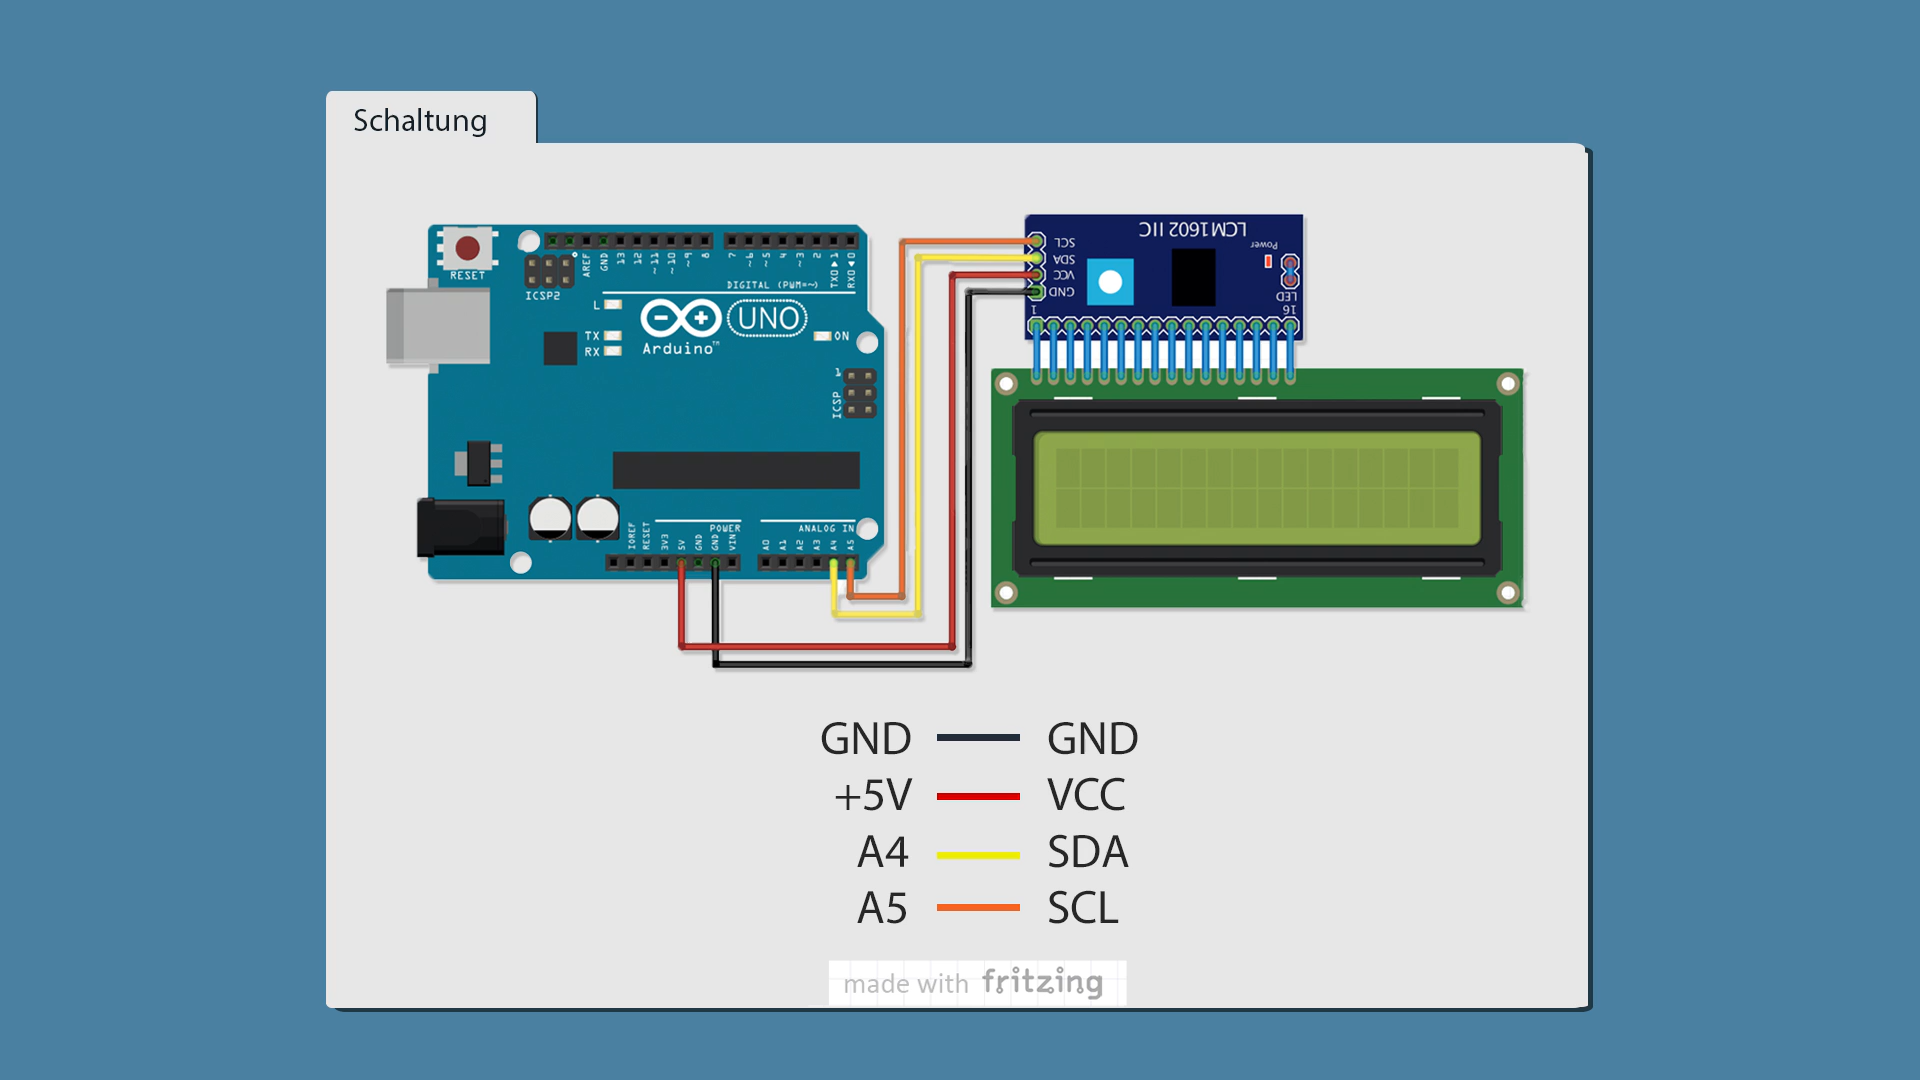 Schaltung
RESET
ICSP2
AREF
GND
13
12
~11
~10
~9
8
7
~6
~5
4
~3
2
TX0▶1
RX0◀0
DIGITAL (PWM=~)
L
TX
RX
UNO
Arduino™
ON
1
ICSP
IOREF
RESET
3V3
5V
GND
GND
VIN
POWER
ANALOG IN
A0
A1
A2
A3
A4
A5
LCM1602 IIC
SCL
SDA
VCC
GND
Power
LED
1
16
GND GND
+5V VCC
A4 SDA
A5 SCL
made with fritzing